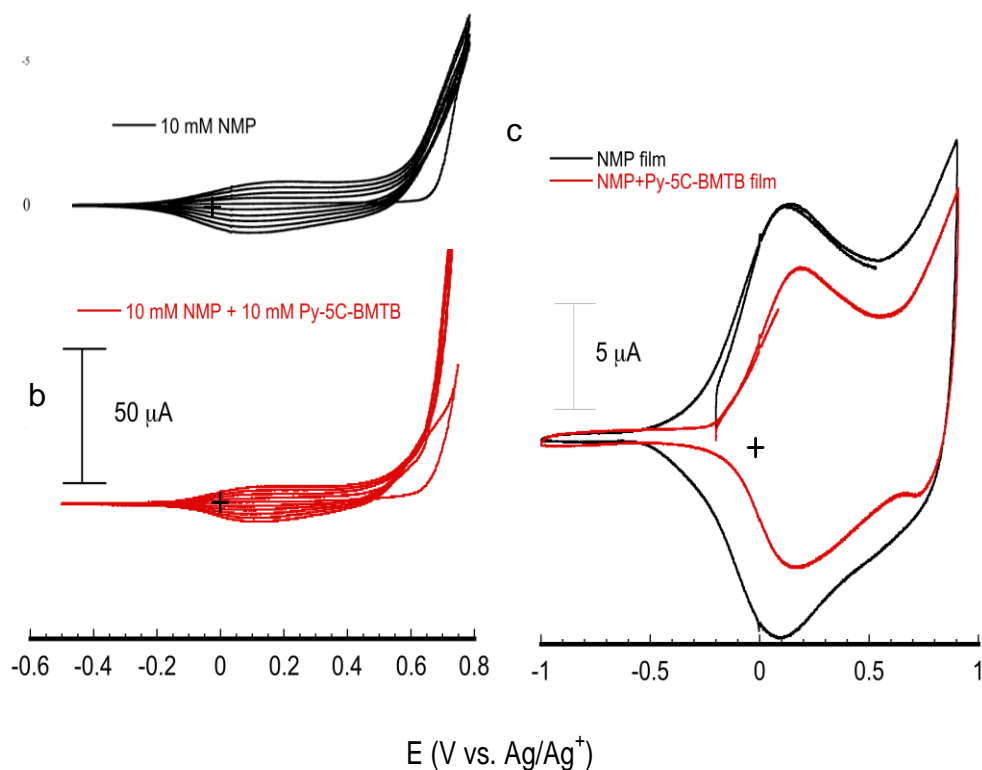 -5
10 mM NMP
0
10 mM NMP + 10 mM Py-5C-BMTB
b
50 μA
-0.6 -0.4 -0.2 0 0.2 0.4 0.6 0.8
c
NMP film
NMP+Py-5C-BMTB film
5 μA
-1 -0.5 0 0.5 1
E (V vs. Ag/Ag⁺)